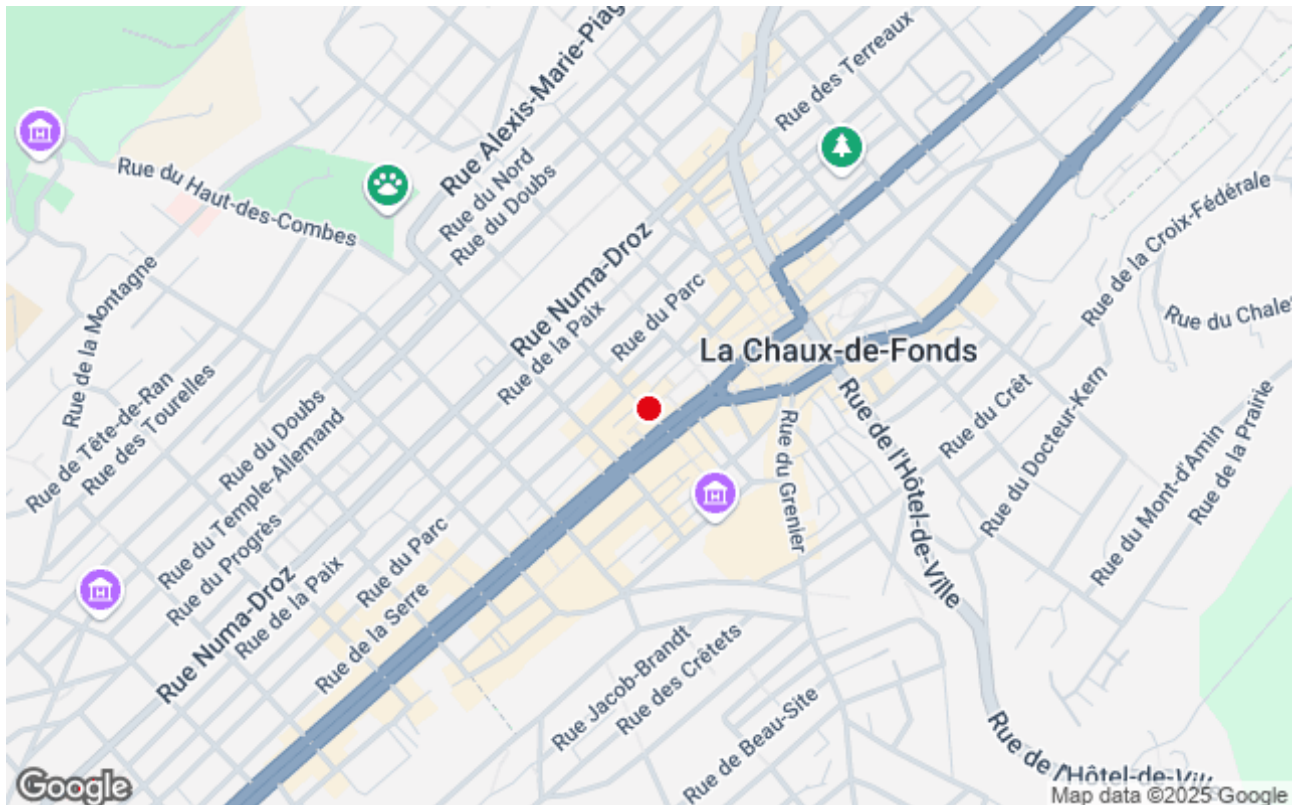 Rue Alexis-Marie-Piag
Rue des Terreaux
Rue du Haut-des-Combes
Rue du Nord
Rue du Doubs
Rue de la Croix-Fédérale
Rue Numa-Droz
Rue de la Montagne
Rue du Parc
Rue de la Paix
Rue du Chale
La Chaux-de-Fonds
Rue de Tête-de-Ran
Rue des Tourelles
Rue du Doubs
Rue du Temple-Allemand
Rue du Crêt
Rue du Docteur-Kern
Rue de l'Hôtel-de-Ville
Rue du Grenier
Rue du Mont-d'Amin
Rue de la Prairie
Rue du Progrès
Rue du Parc
Rue de la Paix
Rue Numa-Droz
Rue de la Serre
Rue Jacob-Brandt
Rue des Crêtets
Rue de Beau-Site
Rue de l'Hôtel-de-Vill
Google
Map data ©2025 Google